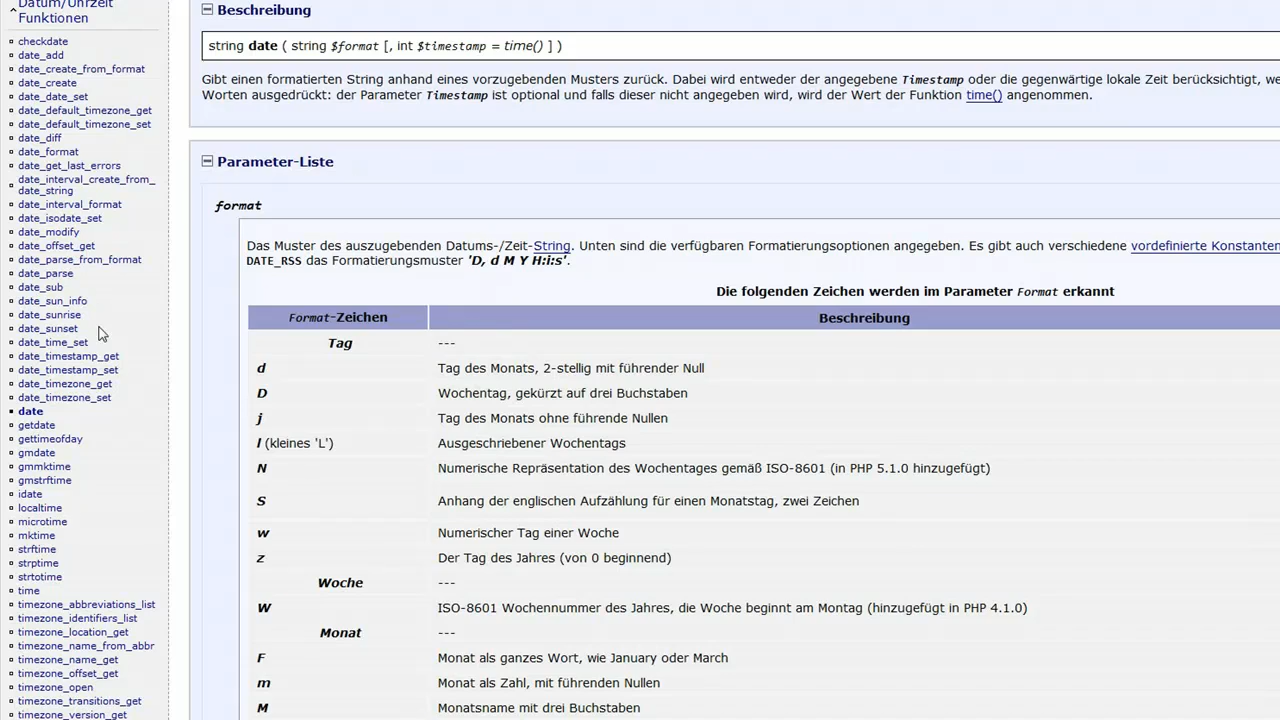 Datum/Uhrzeit
Funktionen
checkdate
date_add
date_create_from_format
date_create
date_date_set
date_default_timezone_get
date_default_timezone_set
date_diff
date_format
date_get_last_errors
date_interval_create_from_
date_string
date_interval_format
date_isodate_set
date_modify
date_offset_get
date_parse_from_format
date_parse
date_sub
date_sun_info
date_sunrise
date_sunset
date_time_set
date_timestamp_get
date_timestamp_set
date_timezone_get
date_timezone_set
date
getdate
gettimeofday
gmdate
gmmktime
gmstrftime
idate
localtime
microtime
mktime
strftime
strptime
strtotime
time
timezone_abbreviations_list
timezone_identifiers_list
timezone_location_get
timezone_name_from_abbr
timezone_name_get
timezone_offset_get
timezone_open
timezone_transitions_get
timezone_version_get
Beschreibung
string date ( string $format [, int $timestamp = time() ] )
Gibt einen formatierten String anhand eines vorzugebenden Musters zurück. Dabei wird entweder der angegebene Timestamp oder die gegenwärtige lokale Zeit berücksichtigt, we
Worten ausgedrückt: der Parameter Timestamp ist optional und falls dieser nicht angegeben wird, wird der Wert der Funktion time() angenommen.
Parameter-Liste
format
Das Muster des auszugebenden Datums-/Zeit-String. Unten sind die verfügbaren Formatierungsoptionen angegeben. Es gibt auch verschiedene vordefinierte Konstanten
DATE_RSS das Formatierungsmuster 'D, d M Y H:i:s'.
Die folgenden Zeichen werden im Parameter Format erkannt
Format-Zeichen Beschreibung
Tag ---
d Tag des Monats, 2-stellig mit führender Null
D Wochentag, gekürzt auf drei Buchstaben
j Tag des Monats ohne führende Nullen
l (kleines 'L') Ausgeschriebener Wochentags
N Numerische Repräsentation des Wochentages gemäß ISO-8601 (in PHP 5.1.0 hinzugefügt)
S Anhang der englischen Aufzählung für einen Monatstag, zwei Zeichen
w Numerischer Tag einer Woche
z Der Tag des Jahres (von 0 beginnend)
Woche ---
W ISO-8601 Wochennummer des Jahres, die Woche beginnt am Montag (hinzugefügt in PHP 4.1.0)
Monat ---
F Monat als ganzes Wort, wie January oder March
m Monat als Zahl, mit führenden Nullen
M Monatsname mit drei Buchstaben